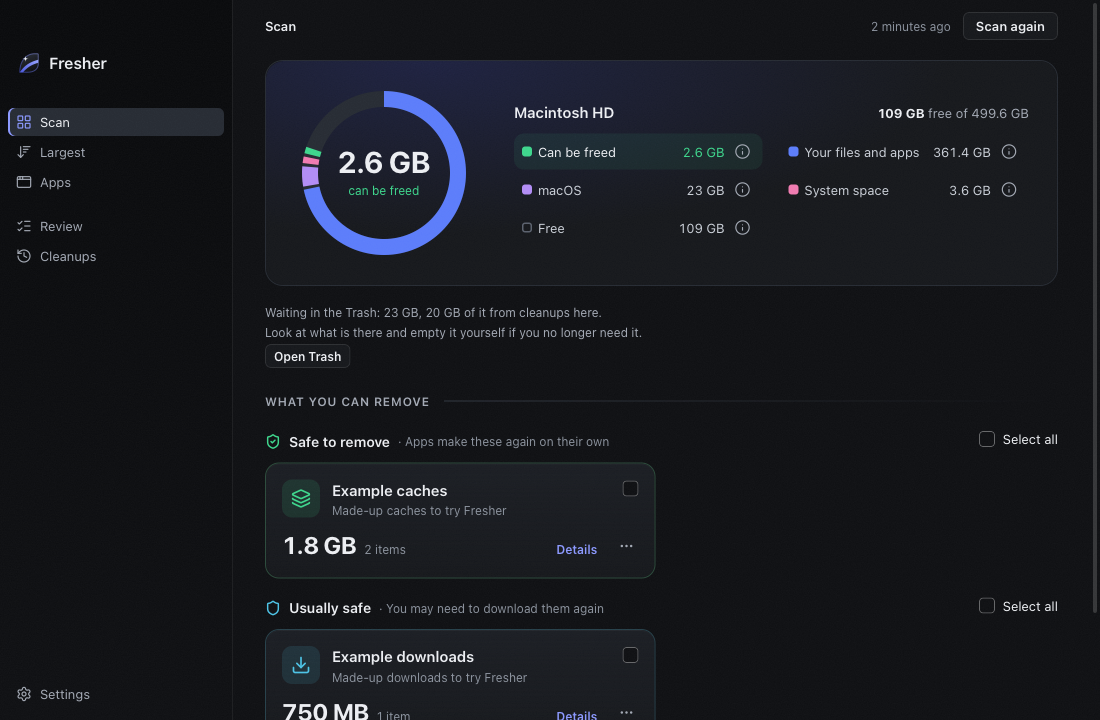 Scan
2 minutes ago
Scan again
Fresher
Scan
Largest
Apps
Review
Cleanups
Settings
2.6 GB
can be freed
Macintosh HD
109 GB free of 499.6 GB
Can be freed 2.6 GB
Your files and apps 361.4 GB
macOS 23 GB
System space 3.6 GB
Free 109 GB
Waiting in the Trash: 23 GB, 20 GB of it from cleanups here.
Look at what is there and empty it yourself if you no longer need it.
Open Trash
WHAT YOU CAN REMOVE
Safe to remove · Apps make these again on their own
Select all
Example caches
Made-up caches to try Fresher
1.8 GB 2 items
Details
Usually safe · You may need to download them again
Select all
Example downloads
Made-up downloads to try Fresher
750 MB 1 item
Details